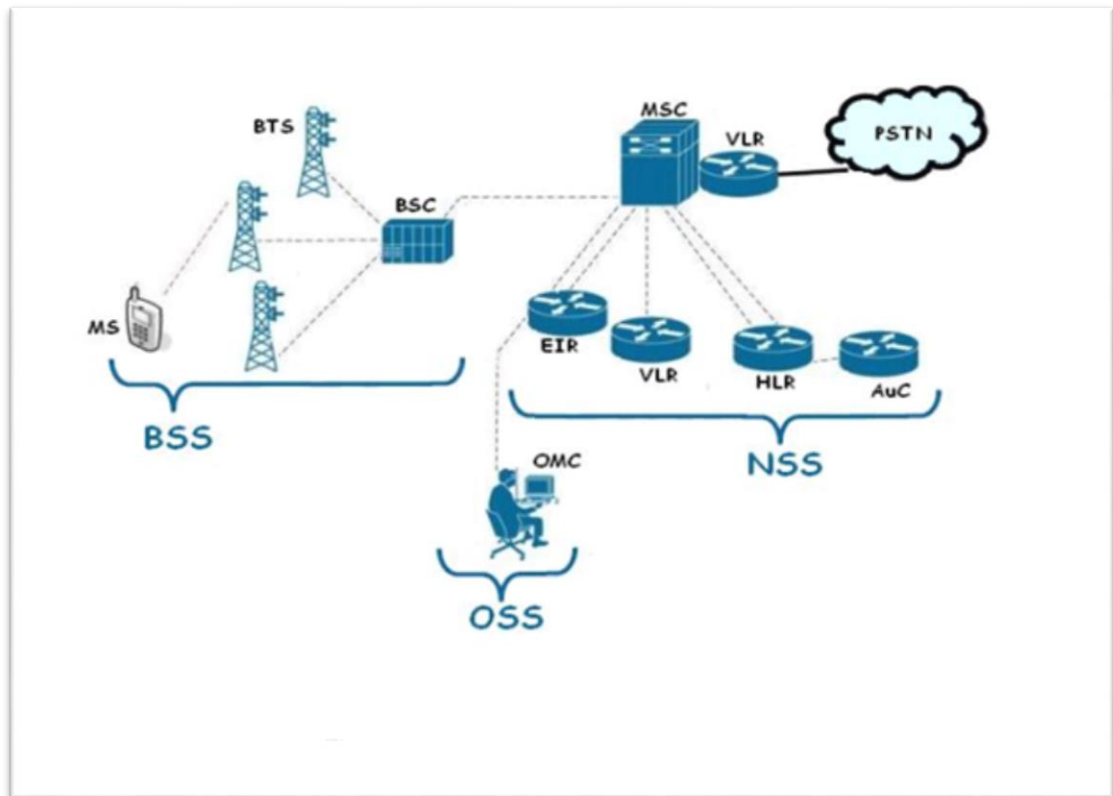 BTS
MSC
VLR
PSTN
BSC
MS
EIR
VLR
HLR
AuC
BSS
NSS
OMC
OSS